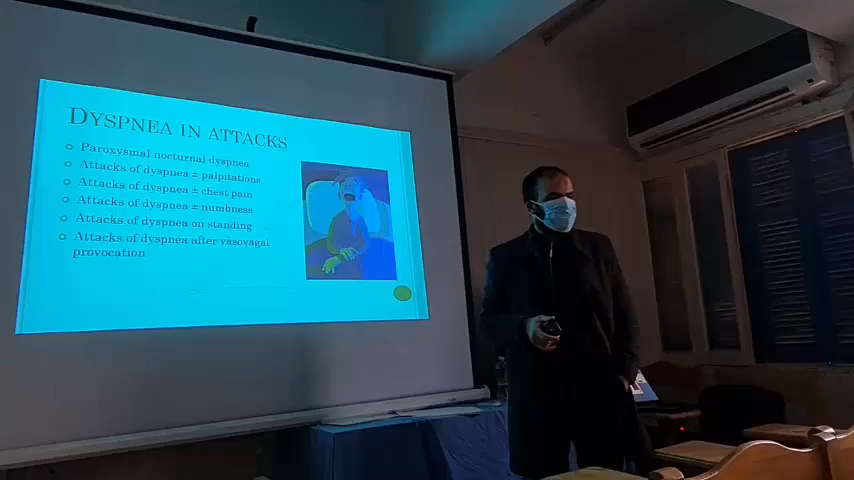 DYSPNEA IN ATTACKS
Paroxysmal nocturnal dyspnea
Attacks of dyspnea ± palpitations
Attacks of dyspnea ± chest pain
Attacks of dyspnea ± numbness
Attacks of dyspnea on standing
Attacks of dyspnea after vasovagal
provocation